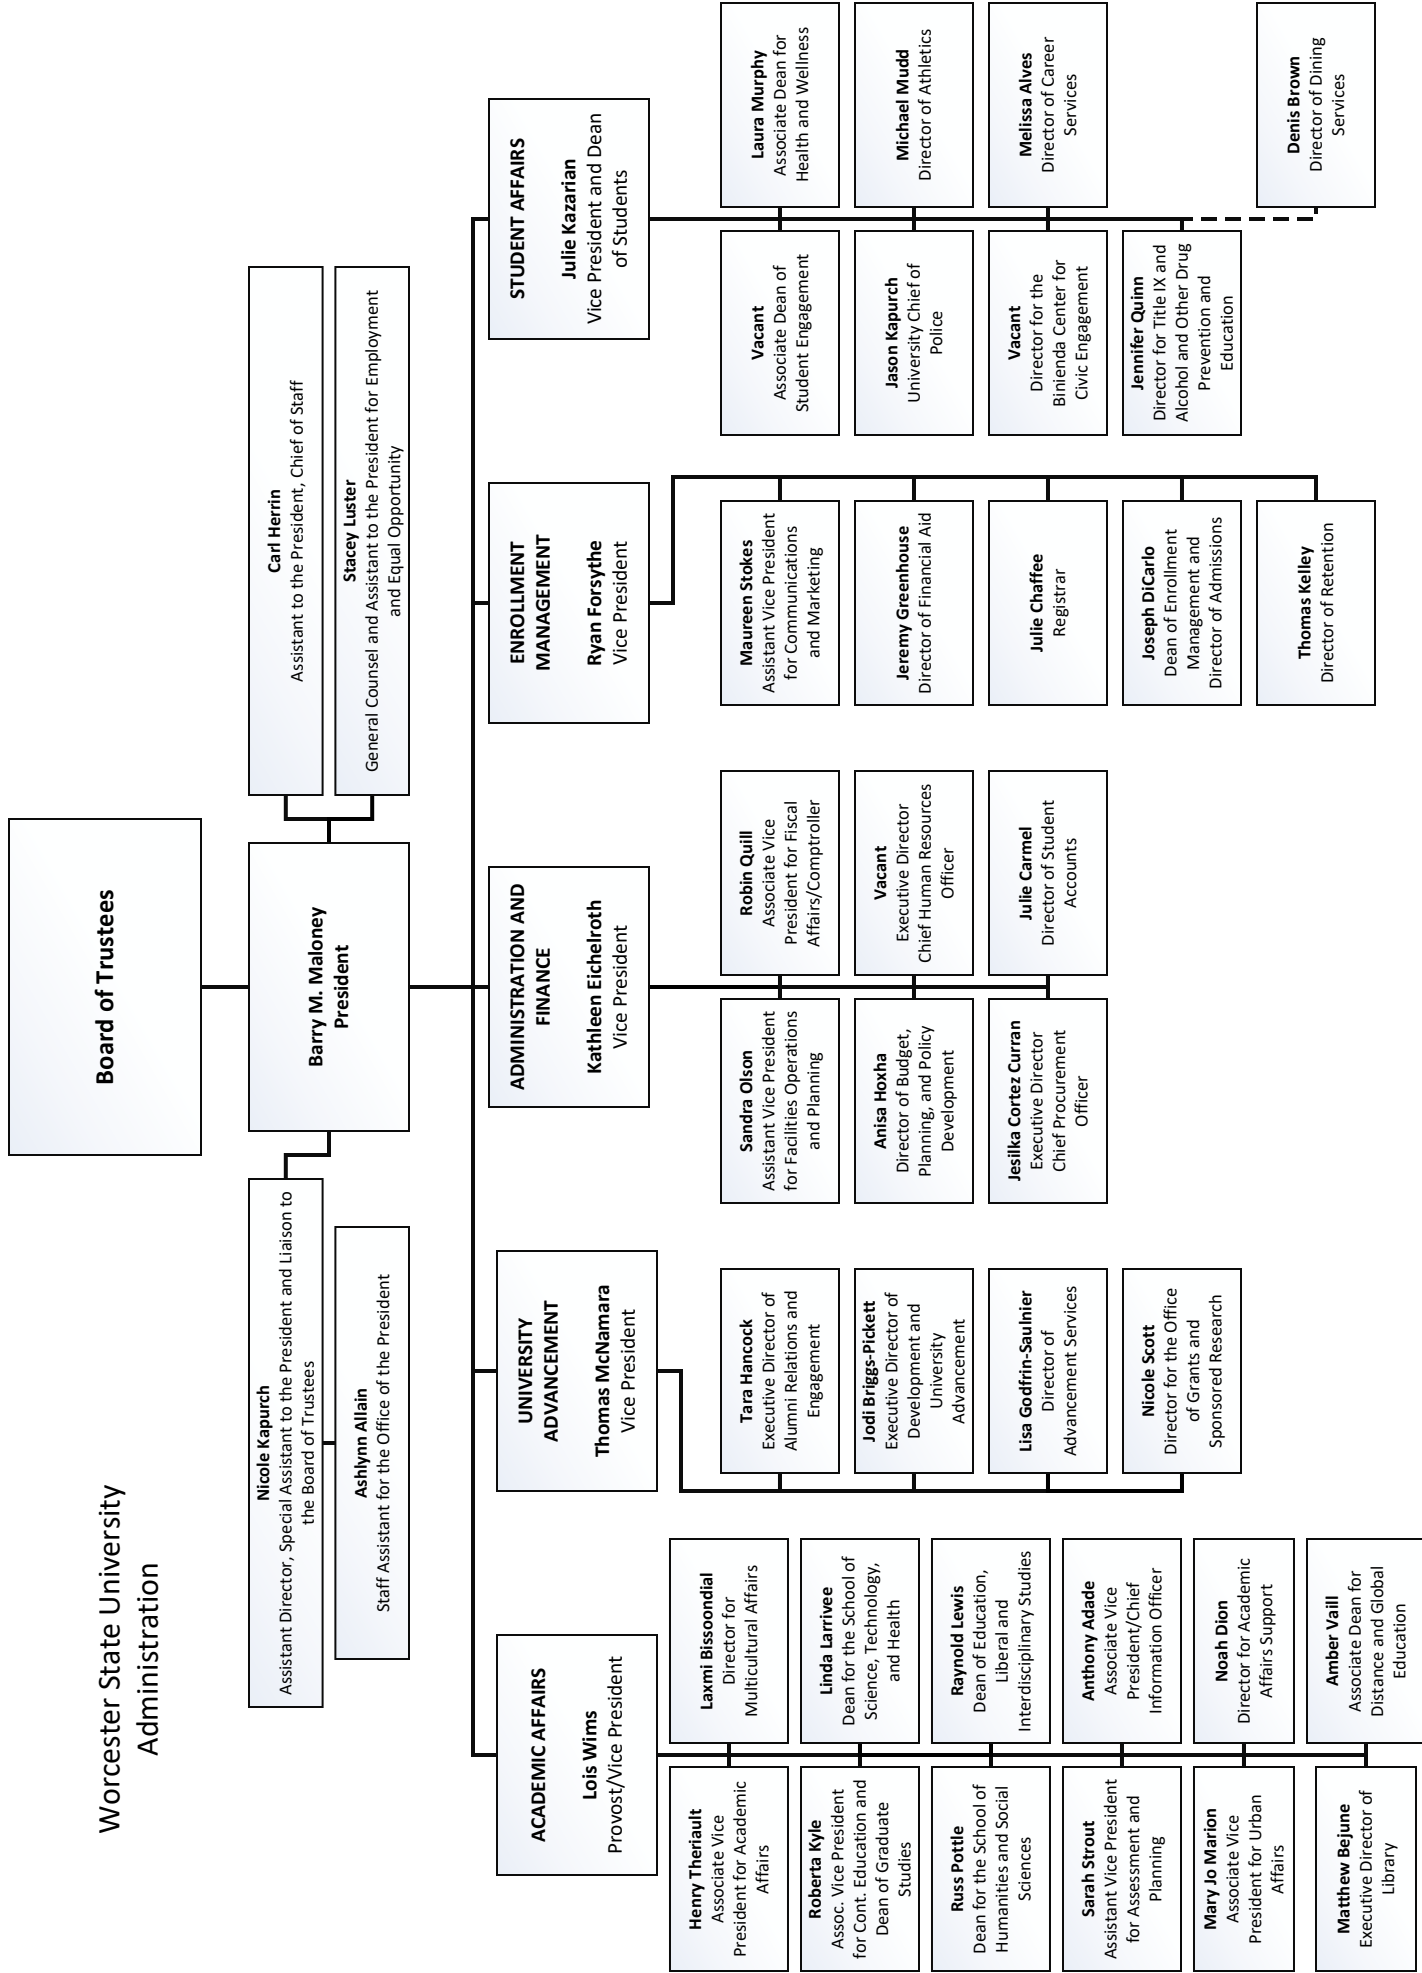 Worcester State University
Administration
Board of Trustees
Barry M. Maloney
President
Nicole Kapurch
Assistant Director, Special Assistant to the President and Liaison to
the Board of Trustees
Ashlynn Allain
Staff Assistant for the Office of the President
Carl Herrin
Assistant to the President, Chief of Staff
Stacey Luster
General Counsel and Assistant to the President for Employment
and Equal Opportunity
ACADEMIC AFFAIRS
Lois Wims
Provost/Vice President
Henry Theriault
Associate Vice
President for Academic
Affairs
Laxmi Bissoondial
Director for
Multicultural Affairs
Roberta Kyle
Assoc. Vice President
for Cont. Education and
Dean of Graduate
Studies
Linda Larrivee
Dean for the School of
Science, Technology,
and Health
Russ Pottle
Dean for the School of
Humanities and Social
Sciences
Raynold Lewis
Dean of Education,
Liberal and
Interdisciplinary Studies
Sarah Strout
Assistant Vice President
for Assessment and
Planning
Anthony Adade
Associate Vice
President/Chief
Information Officer
Mary Jo Marion
Associate Vice
President for Urban
Affairs
Noah Dion
Director for Academic
Affairs Support
Matthew Bejune
Executive Director of
Library
Amber Vaill
Associate Dean for
Distance and Global
Education
UNIVERSITY
ADVANCEMENT
Thomas McNamara
Vice President
Tara Hancock
Executive Director of
Alumni Relations and
Engagement
Jodi Briggs-Pickett
Executive Director of
Development and
University
Advancement
Lisa Godfrin-Saulnier
Director of
Advancement Services
Nicole Scott
Director for the Office
of Grants and
Sponsored Research
ADMINISTRATION AND
FINANCE
Kathleen Eichelroth
Vice President
Sandra Olson
Assistant Vice President
for Facilities Operations
and Planning
Robin Quill
Associate Vice
President for Fiscal
Affairs/Comptroller
Anisa Hoxha
Director of Budget,
Planning, and Policy
Development
Vacant
Executive Director
Chief Human Resources
Officer
Jesilka Cortez Curran
Executive Director
Chief Procurement
Officer
Julie Carmel
Director of Student
Accounts
ENROLLMENT
MANAGEMENT
Ryan Forsythe
Vice President
Maureen Stokes
Assistant Vice President
for Communications
and Marketing
Jeremy Greenhouse
Director of Financial Aid
Julie Chaffee
Registrar
Joseph DiCarlo
Dean of Enrollment
Management and
Director of Admissions
Thomas Kelley
Director of Retention
STUDENT AFFAIRS
Julie Kazarian
Vice President and Dean
of Students
Vacant
Associate Dean of
Student Engagement
Laura Murphy
Associate Dean for
Health and Wellness
Jason Kapurch
University Chief of
Police
Michael Mudd
Director of Athletics
Vacant
Director for the
Binienda Center for
Civic Engagement
Melissa Alves
Director of Career
Services
Jennifer Quinn
Director for Title IX and
Alcohol and Other Drug
Prevention and
Education
Denis Brown
Director of Dining
Services